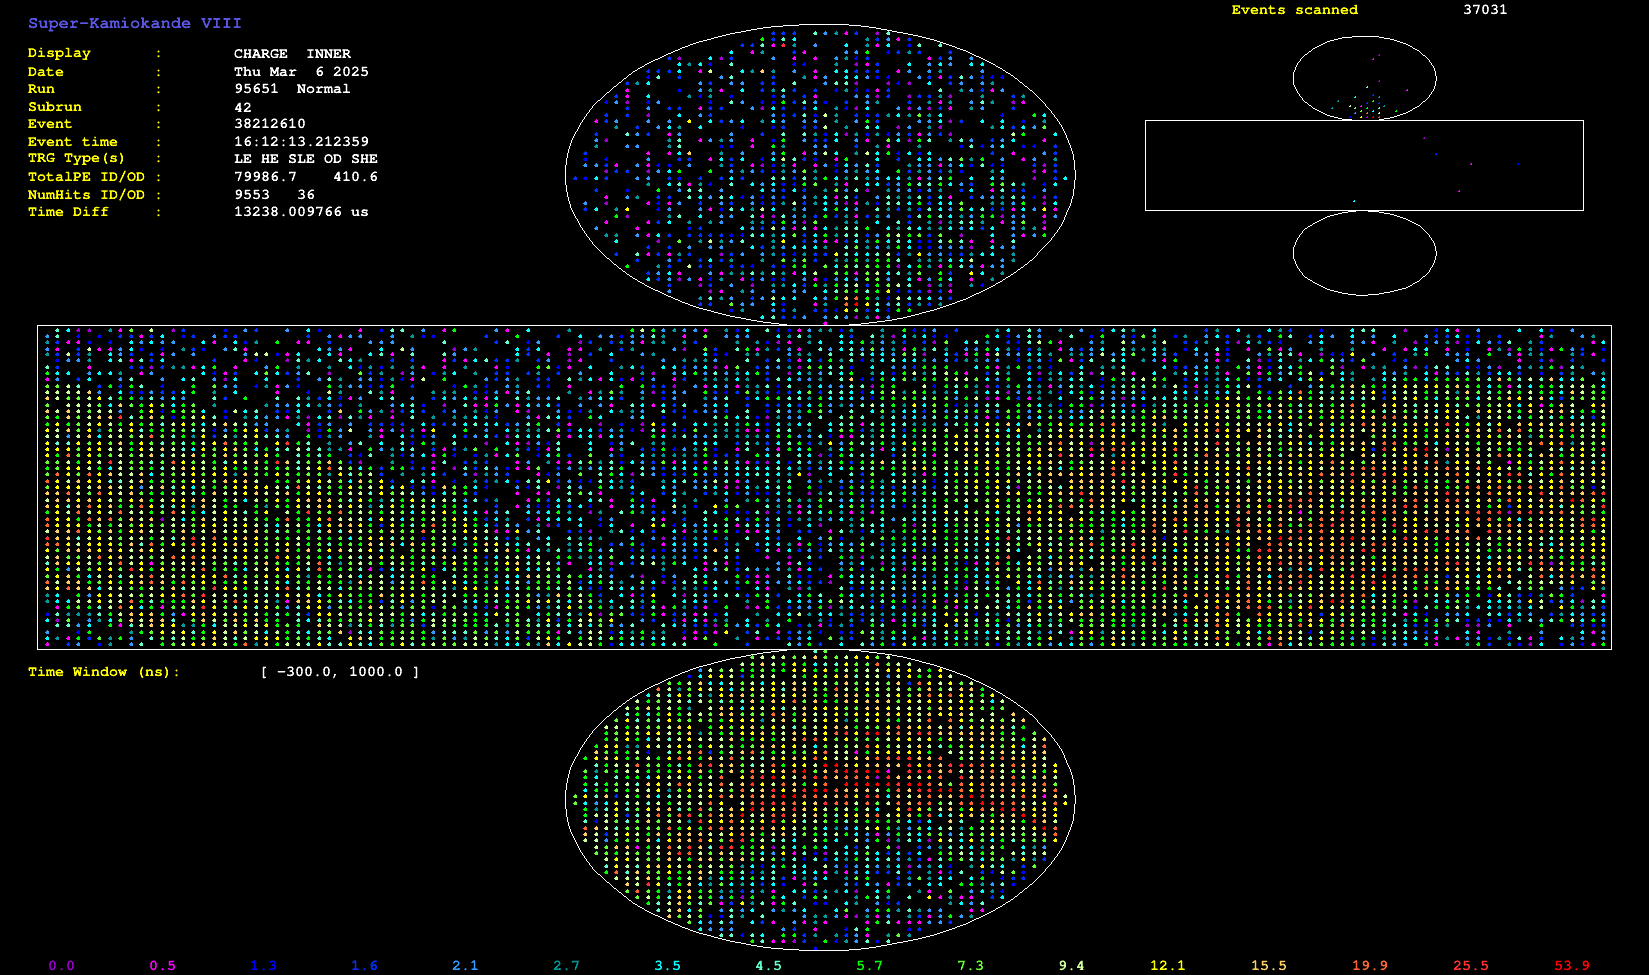 Super-Kamiokande VIII
Display : CHARGE INNER
Date : Thu Mar 6 2025
Run : 95651 Normal
Subrun : 42
Event : 38212610
Event time : 16:12:13.212359
TRG Type(s) : LE HE SLE OD SHE
TotalPE ID/OD : 79986.7 410.6
NumHits ID/OD : 9553 36
Time Diff : 13238.009766 us
Events scanned 37031
Time Window (ns): [ -300.0, 1000.0 ]
0.0 0.5 1.3 1.6 2.1 2.7 3.5 4.5 5.7 7.3 9.4 12.1 15.5 19.9 25.5 53.9